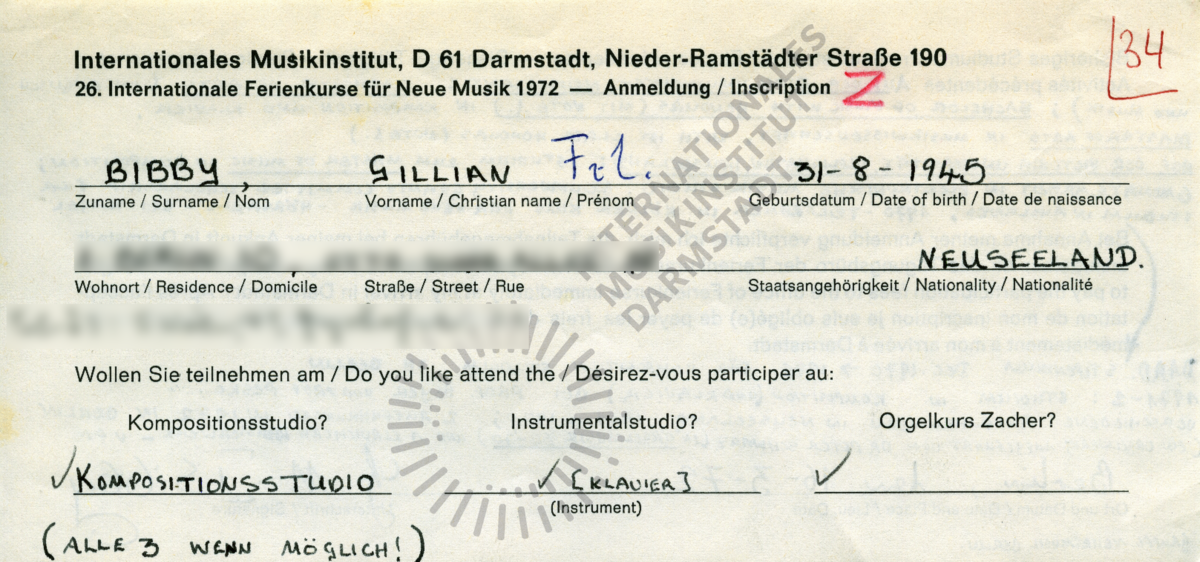 Internationales Musikinstitut, D 61 Darmstadt, Nieder-Ramstädter Straße 190
34
26. Internationale Ferienkurse für Neue Musik 1972 — Anmeldung / Inscription Z
BIBBY, GILLIAN Frl. 31-8-1945
Zuname / Surname / Nom Vorname / Christian name / Prénom Geburtsdatum / Date of birth / Date de naissance
INTERNATIONALES
MUSIKINSTITUT
DARMSTADT
NEUSEELAND.
Wohnort / Residence / Domicile Straße / Street / Rue Staatsangehörigkeit / Nationality / Nationalité
Wollen Sie teilnehmen am / Do you like attend the / Désirez-vous participer au:
Kompositionsstudio? Instrumentalstudio? Orgelkurs Zacher?
✓ KOMPOSITIONSSTUDIO ✓ [KLAVIER] ✓
(Instrument)
(ALLE 3 WENN MÖGLICH!)